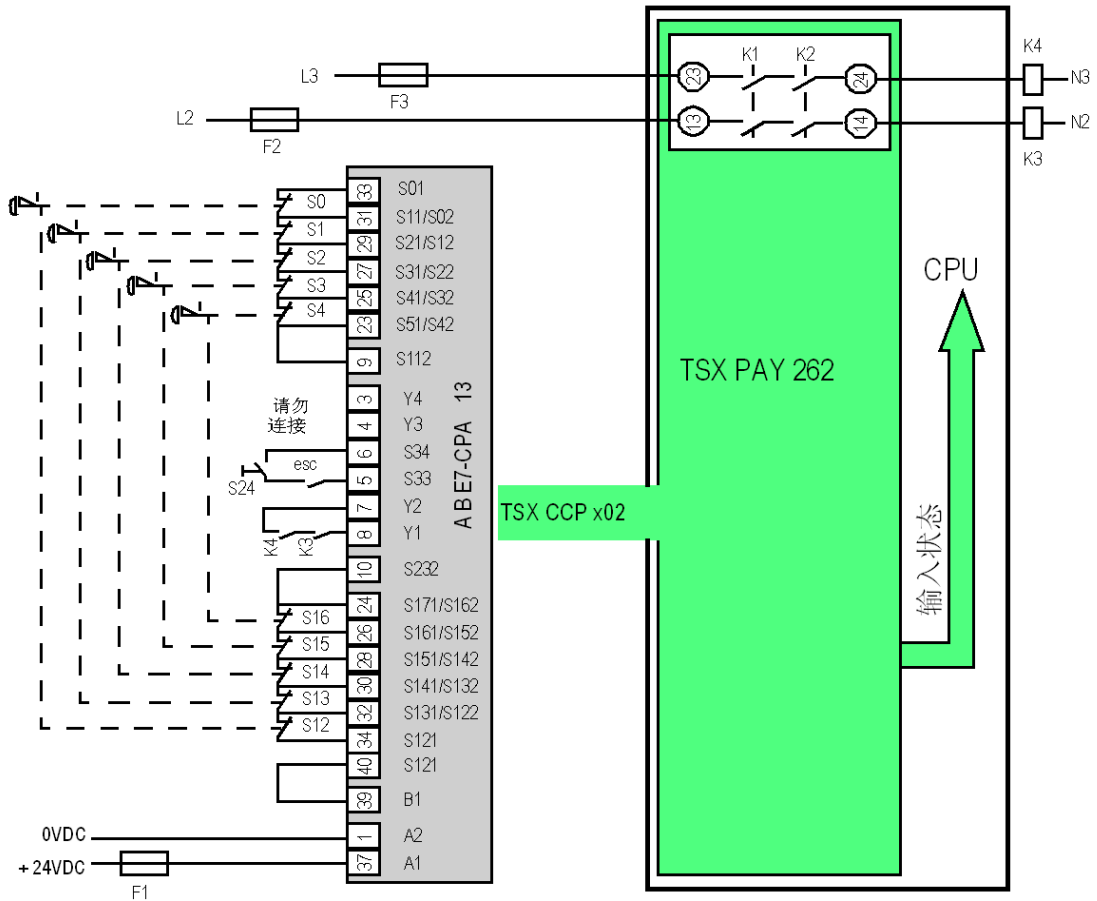 K1 K2 K4
L3 F3 23 24 N3
L2 F2 13 14 N2
K3
33 S01
S0
31 S11/S02
S1
29 S21/S12
S2
27 S31/S22
S3
25 S41/S32
S4
23 S51/S42
9 S112
3 Y4
请勿
连接
4 Y3
6 S34
esc
S24
5 S33
7 Y2
K4 K3
8 Y1
10 S232
24 S171/S162
S16
26 S161/S152
S15
28 S151/S142
S14
30 S141/S132
S13
32 S131/S122
S12
34 S121
40 S121
39 B1
0VDC 1 A2
+24VDC 37 A1
F1
ABE7-CPA 13
TSX CCP x02
TSX PAY 262
CPU
输入状态